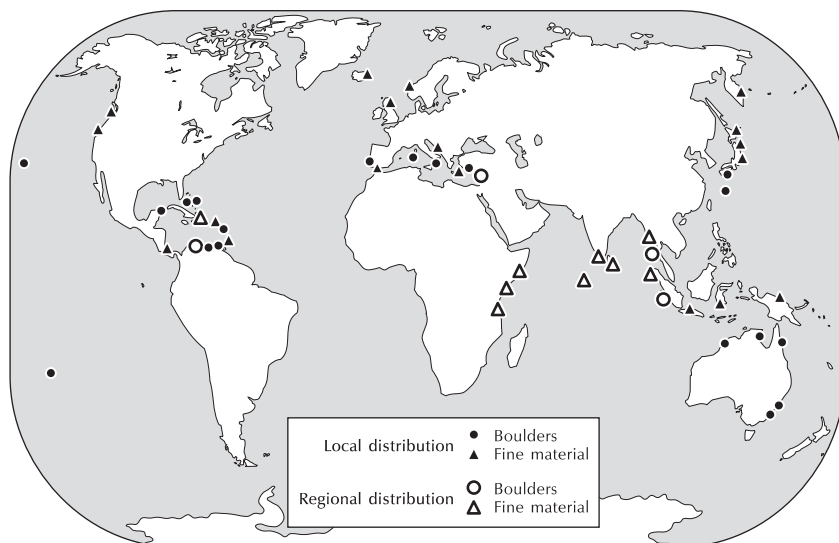 Local distribution
Boulders
Fine material
Regional distribution
Boulders
Fine material